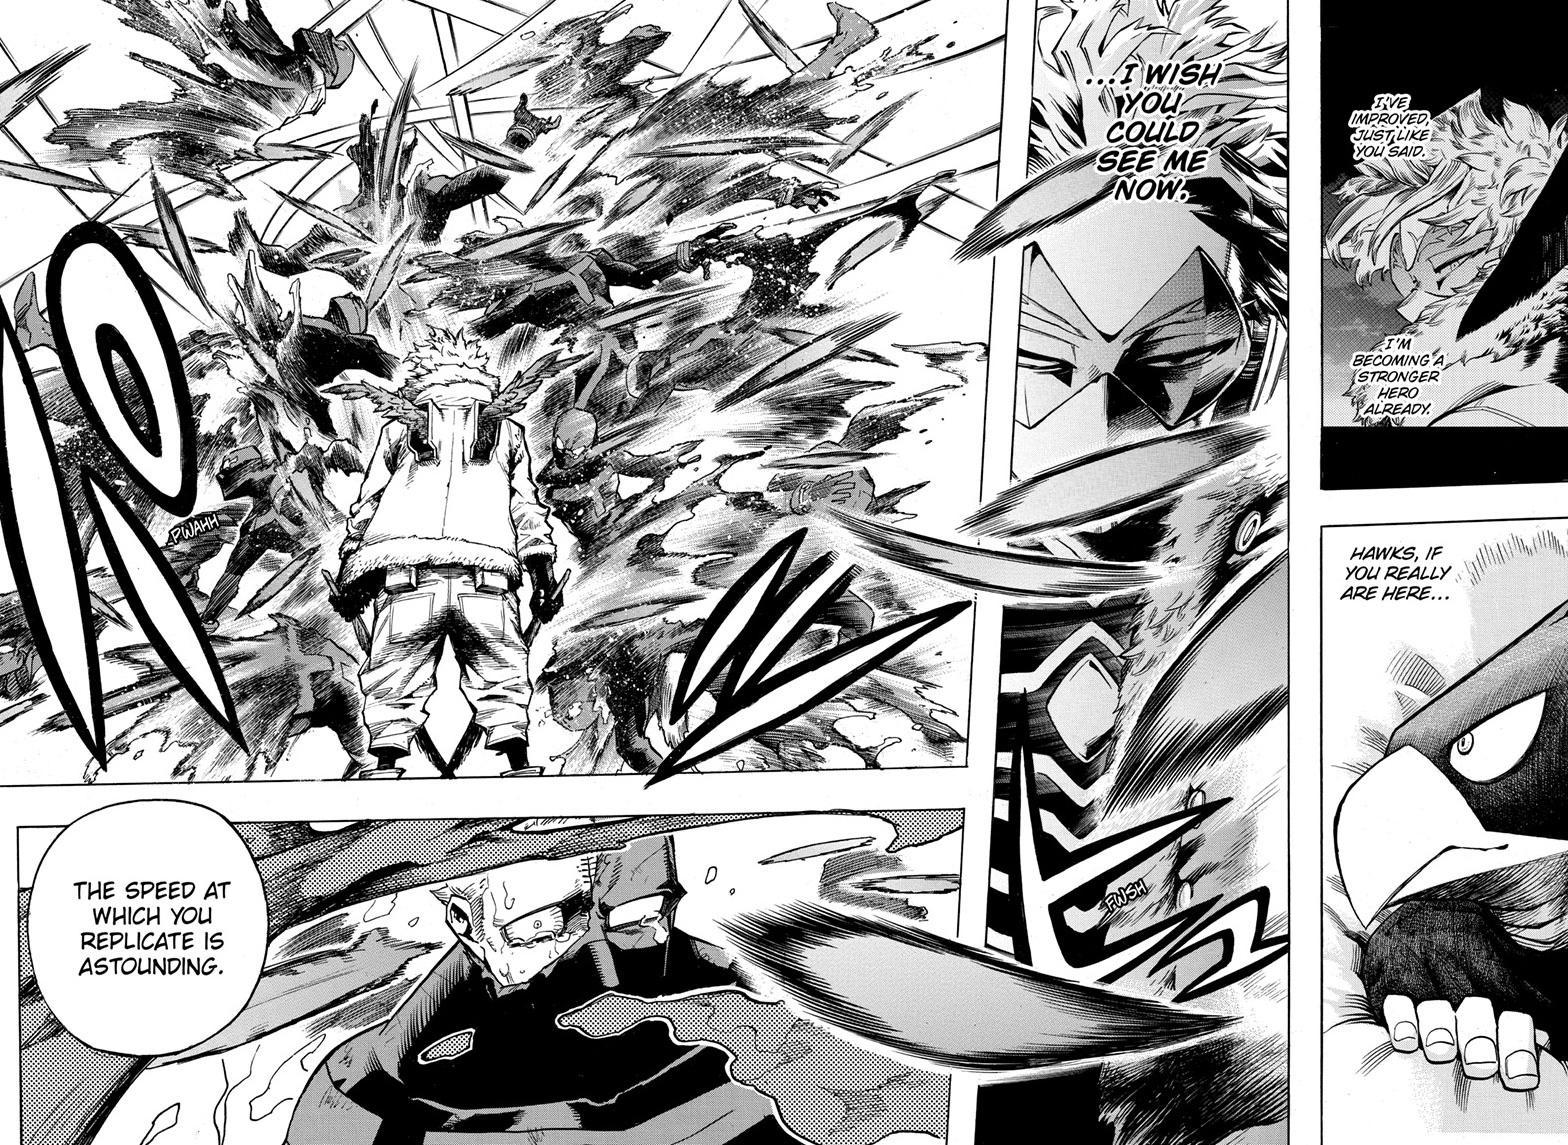 I'VE
IMPROVED,
JUST LIKE
YOU SAID.
I'M
BECOMING A
STRONGER
HERO
ALREADY.
HAWKS, IF
YOU REALLY
ARE HERE...
...I WISH
YOU
COULD
SEE ME
NOW.
FWSH
PWAHH
THE SPEED AT
WHICH YOU
REPLICATE IS
ASTOUNDING.